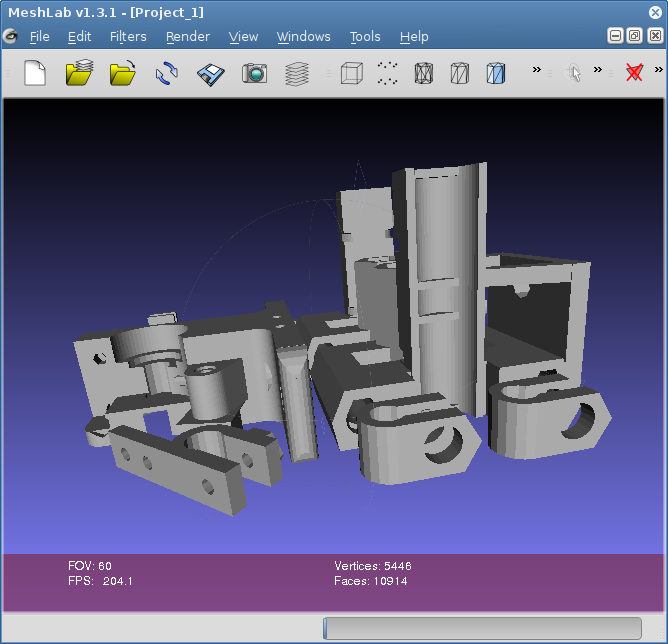 MeshLab v1.3.1 - [Project_1]
File Edit Filters Render View Windows Tools Help
FOV: 60
FPS: 204.1
Vertices: 5446
Faces: 10914